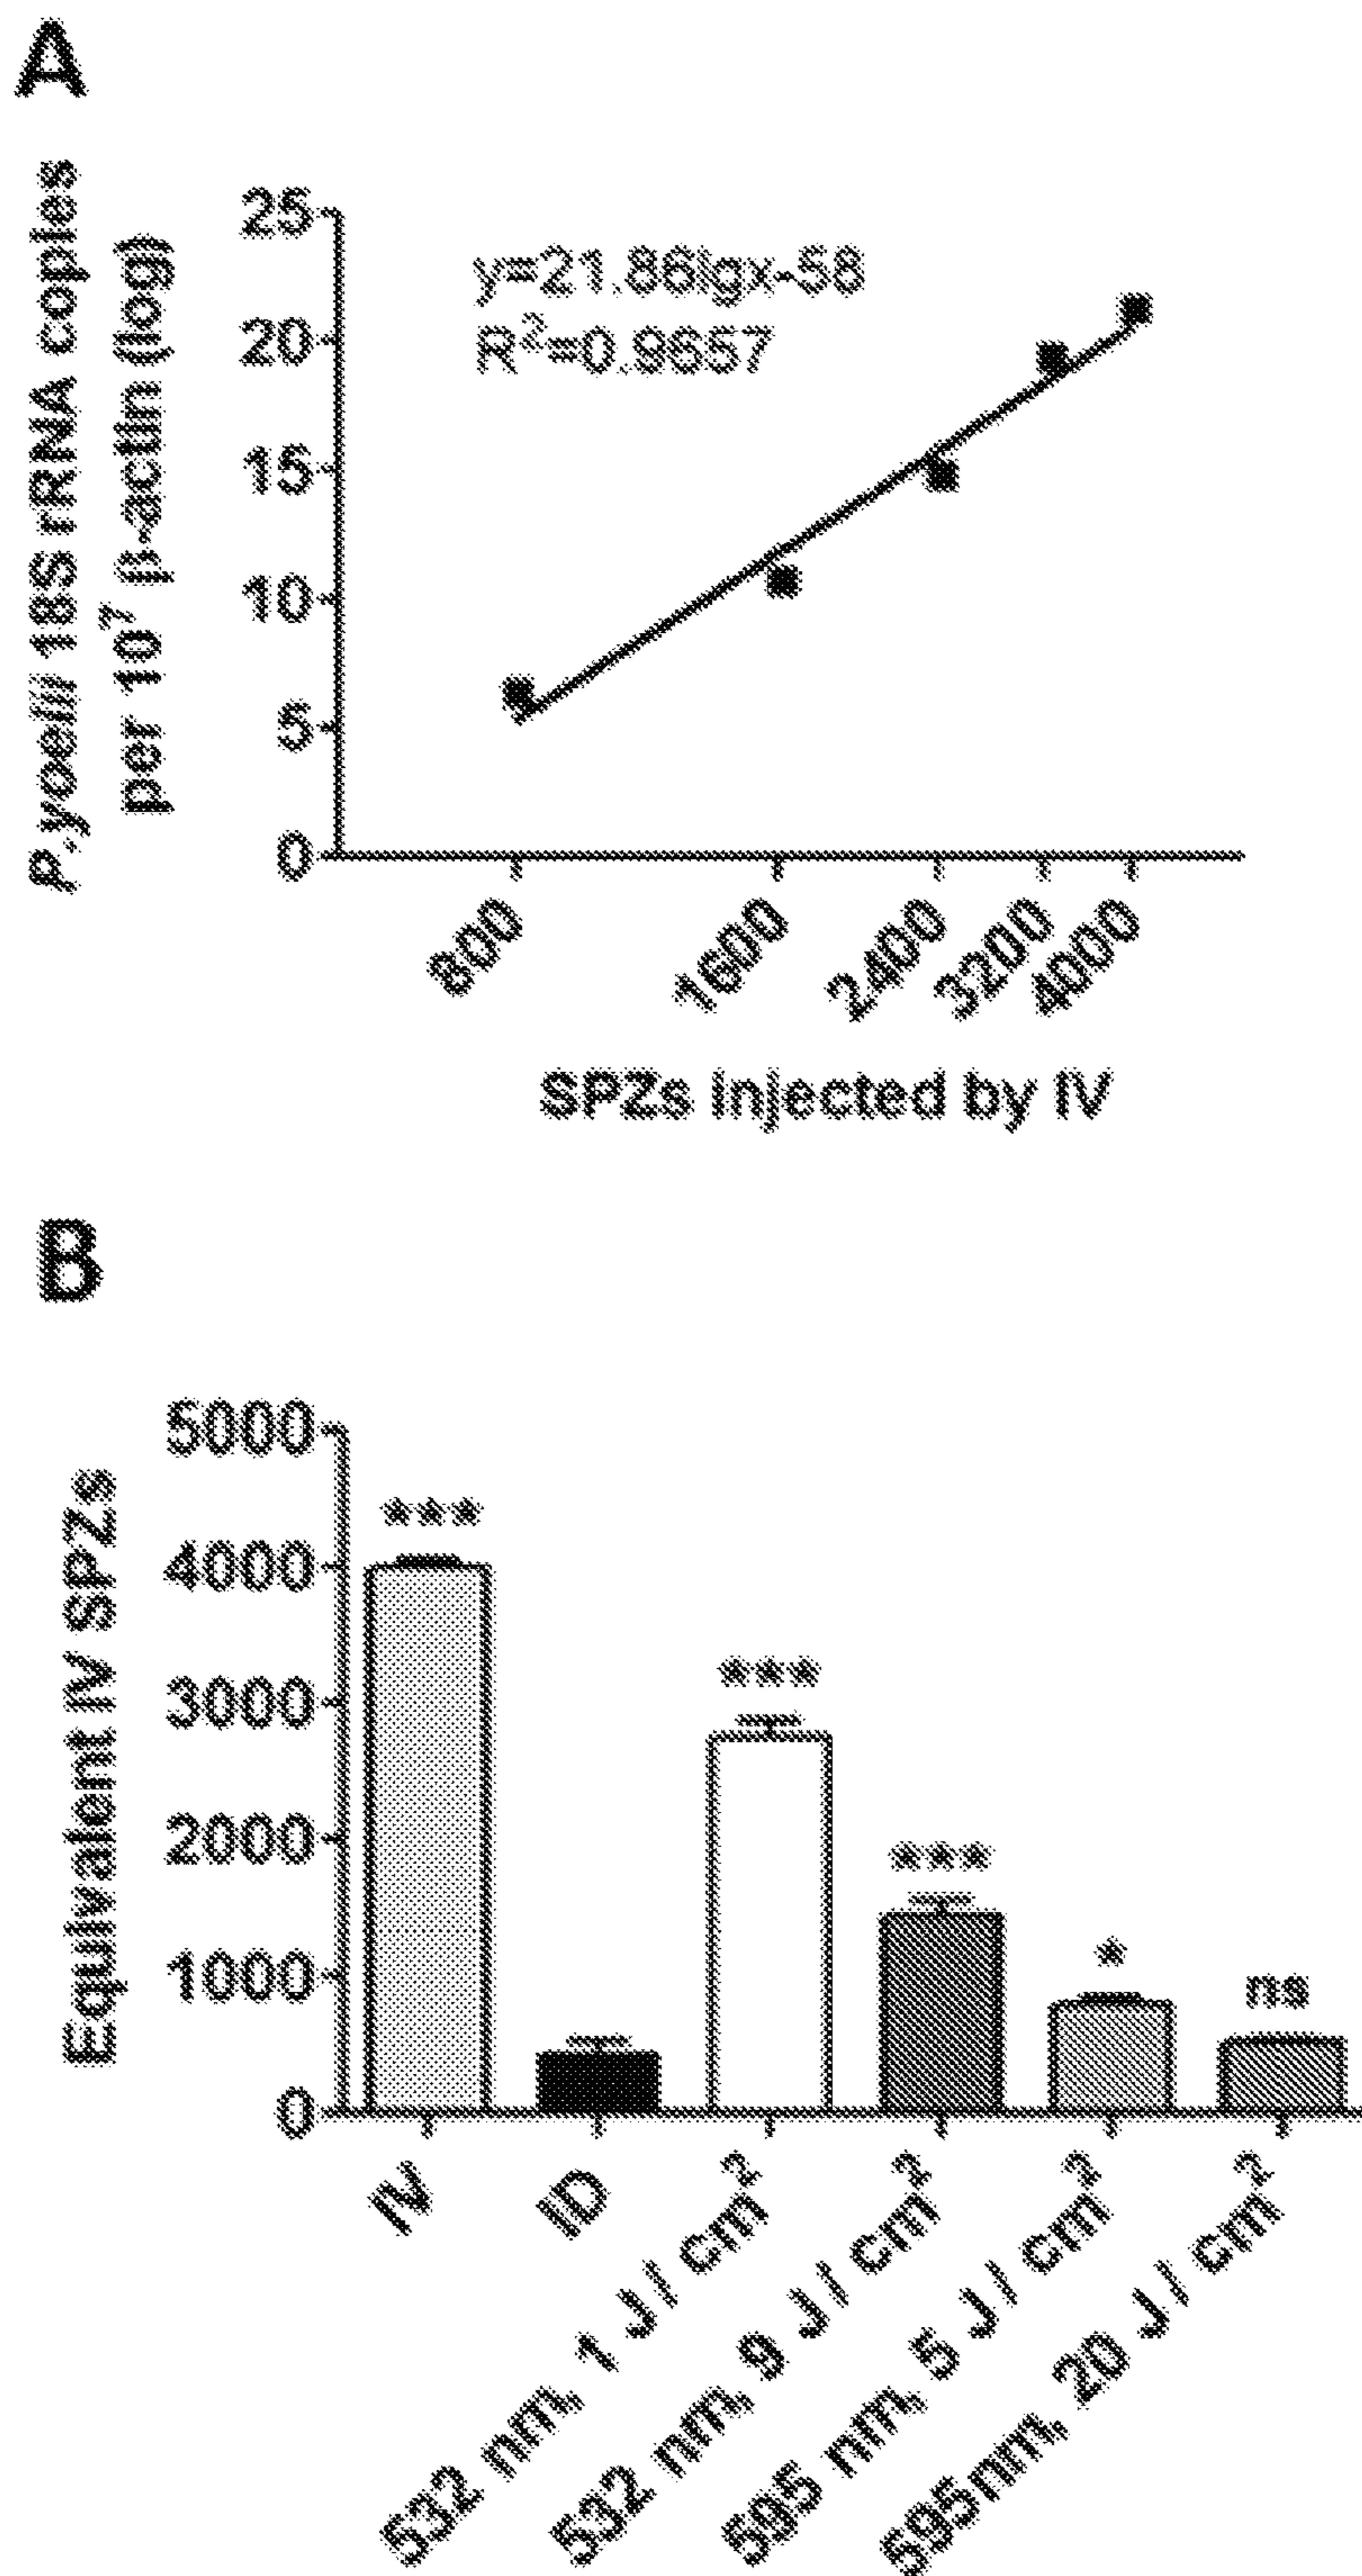 A
P.yoelii 18S rRNA copies
per 10⁷ β-actin (log)
25
20
15
10
5
0
y=21.86lgx-58
R²=0.9657
800
1600
2400
3200
4000
SPZs injected by IV
B
Equivalent IV SPZs
5000
4000
3000
2000
1000
0
***
***
***
*
ns
IV
ID
532 nm, 1 J/ cm²
532 nm, 9 J/ cm²
595 nm, 5 J/ cm²
595nm, 20 J/ cm²